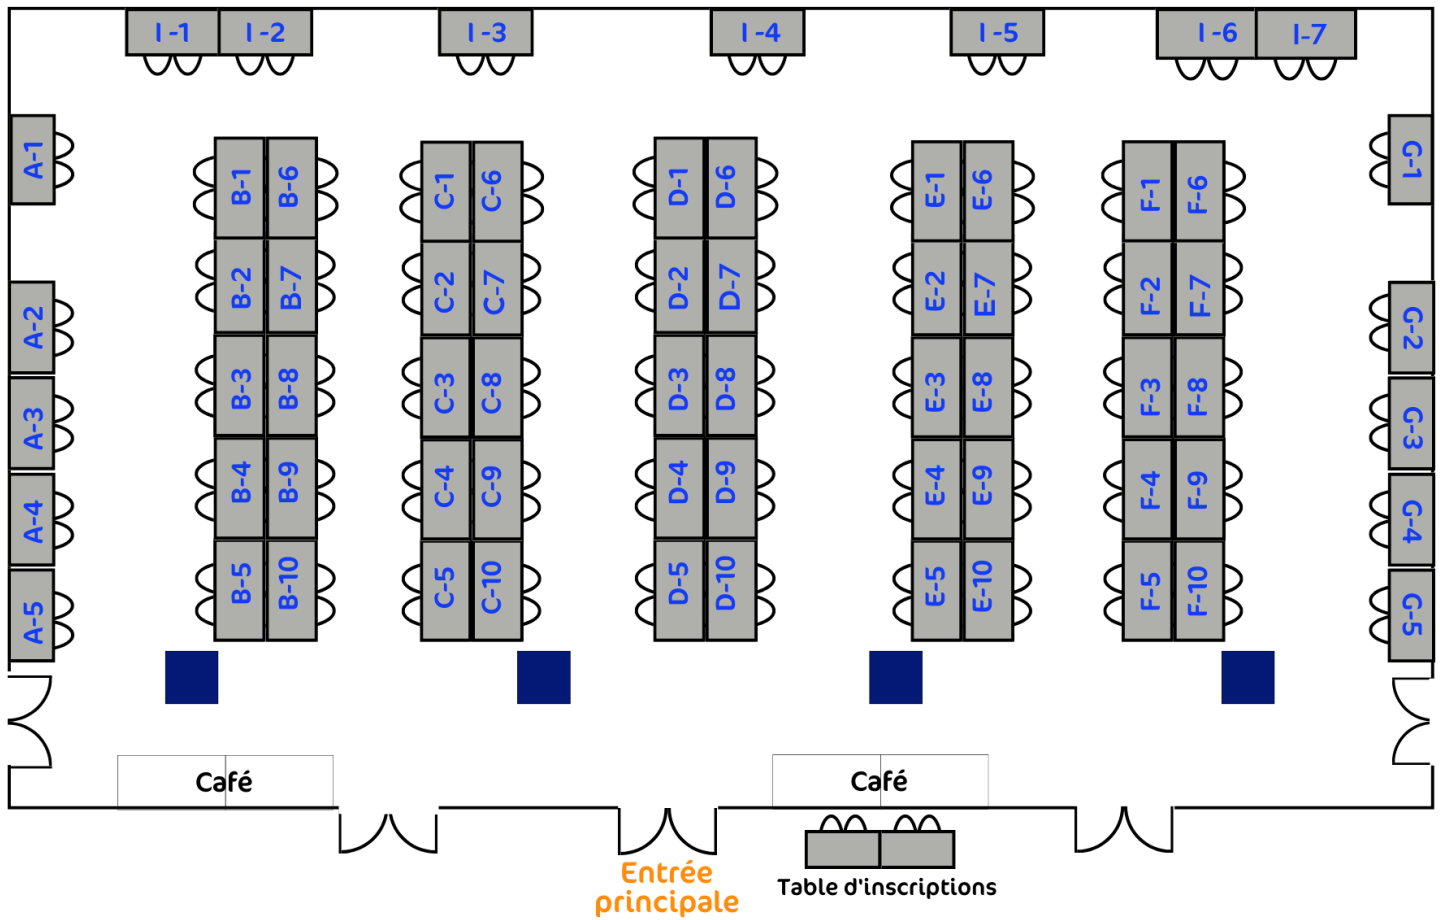 I -1
I -2
I -3
I -4
I -5
I -6
I-7
A-1
A-2
A-3
A-4
A-5
B-1
B-6
B-2
B-7
B-3
B-8
B-4
B-9
B-5
B-10
C-1
C-6
C-2
C-7
C-3
C-8
C-4
C-9
C-5
C-10
D-1
D-6
D-2
D-7
D-3
D-8
D-4
D-9
D-5
D-10
E-1
E-6
E-2
E-7
E-3
E-8
E-4
E-9
E-5
E-10
F-1
F-6
F-2
F-7
F-3
F-8
F-4
F-9
F-5
F-10
G-1
G-2
G-3
G-4
G-5
Café
Café
Entrée
principale
Table d'inscriptions